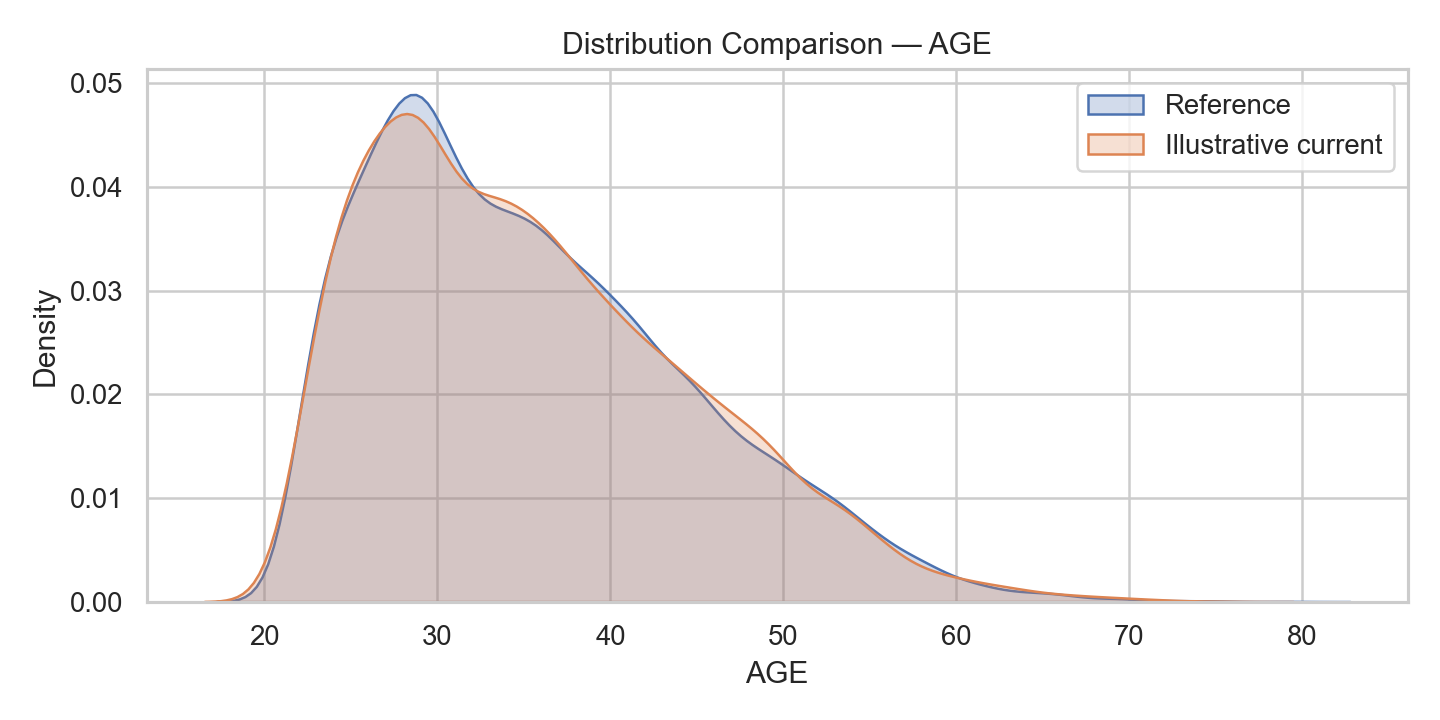 Distribution Comparison — AGE
0.05
0.04
0.03
0.02
0.01
0.00
Density
Reference
Illustrative current
20 30 40 50 60 70 80
AGE